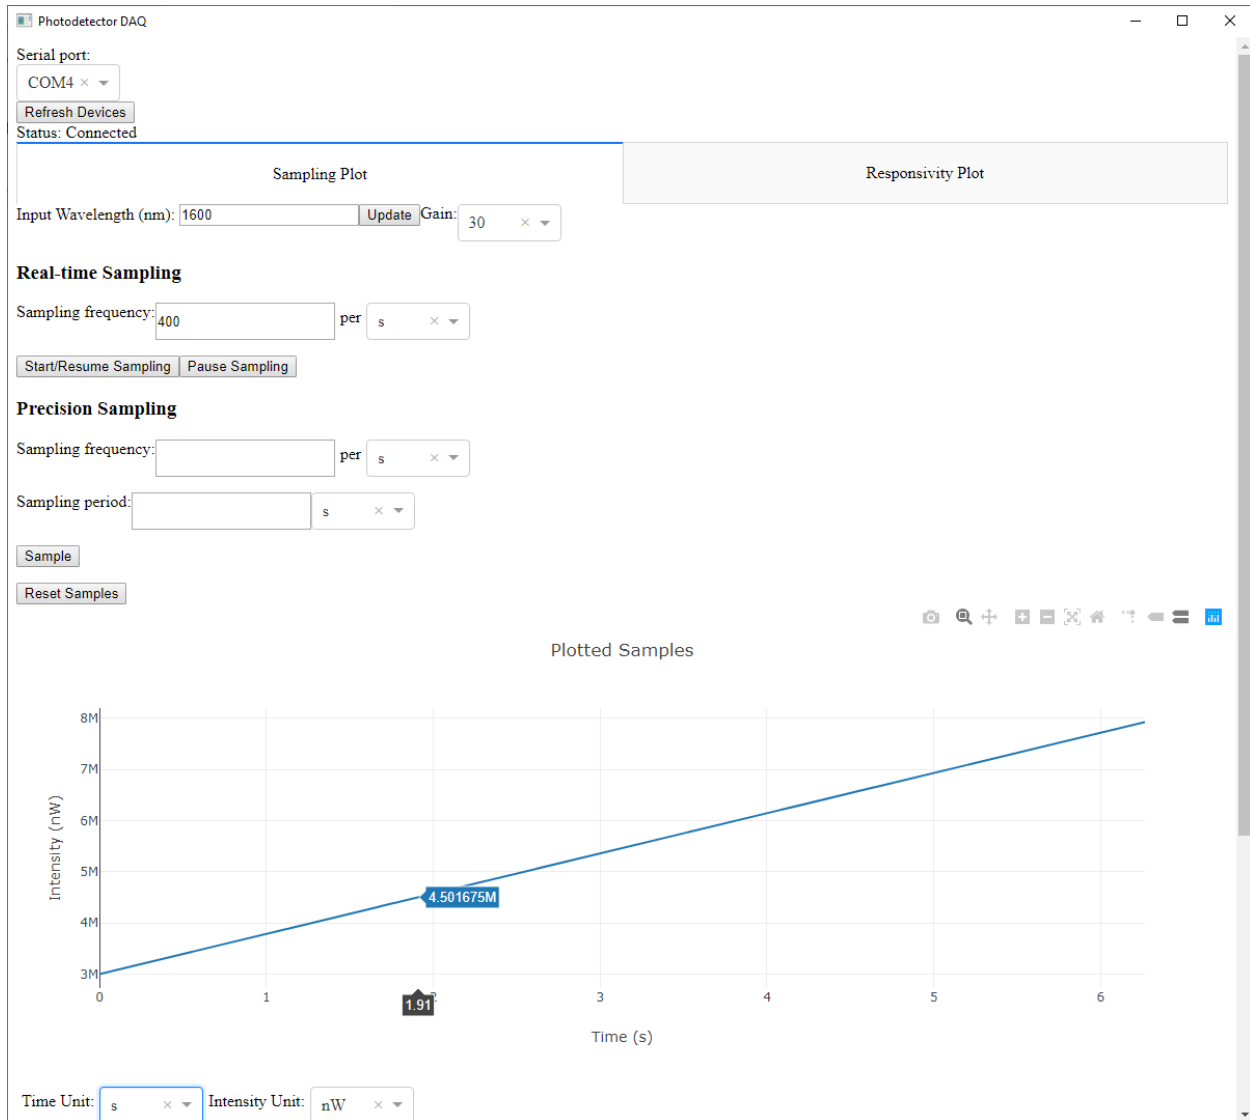 Photodetector DAQ
Serial port:
COM4
Refresh Devices
Status: Connected
Sampling Plot Responsivity Plot
Input Wavelength (nm): 1600 Update Gain: 30
Real-time Sampling
Sampling frequency: 400 per s
Start/Resume Sampling Pause Sampling
Precision Sampling
Sampling frequency: per s
Sampling period: s
Sample
Reset Samples
Plotted Samples
8M
7M
6M
5M
4M
3M
Intensity (nW)
4.501675M
0 1 2 3 4 5 6
1.91
Time (s)
Time Unit: s Intensity Unit: nW